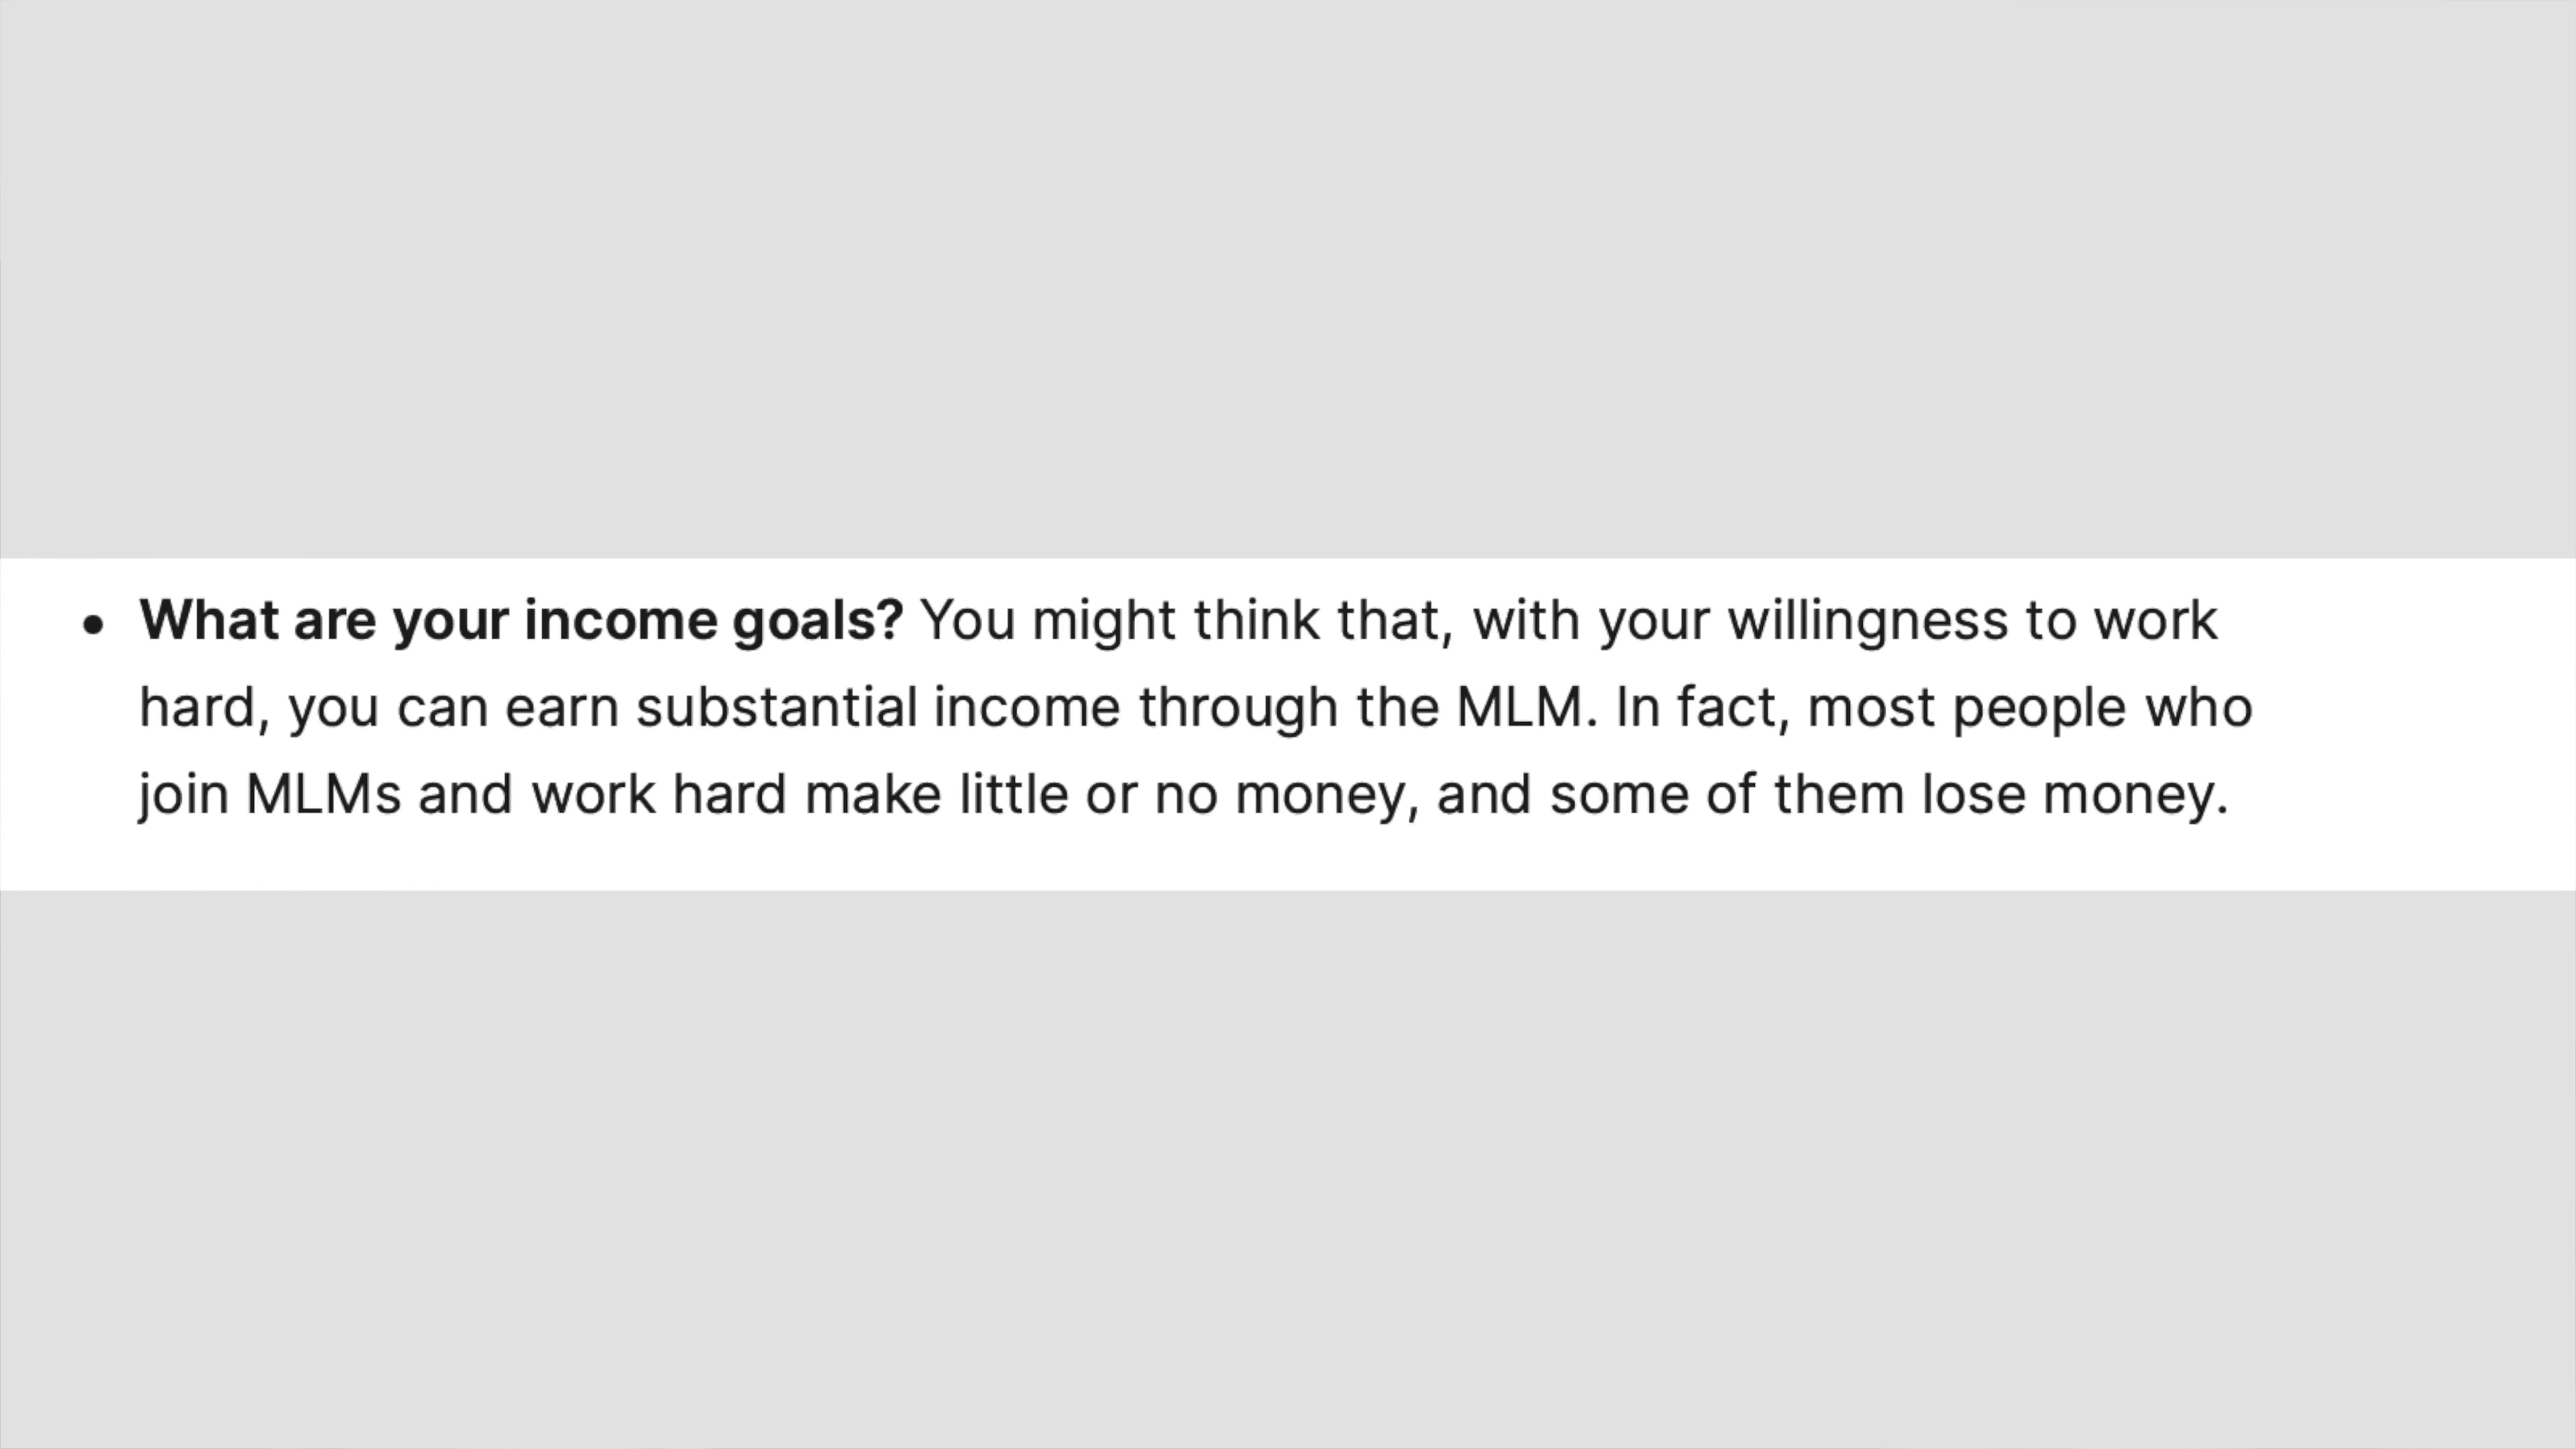 • What are your income goals? You might think that, with your willingness to work
hard, you can earn substantial income through the MLM. In fact, most people who
join MLMs and work hard make little or no money, and some of them lose money.